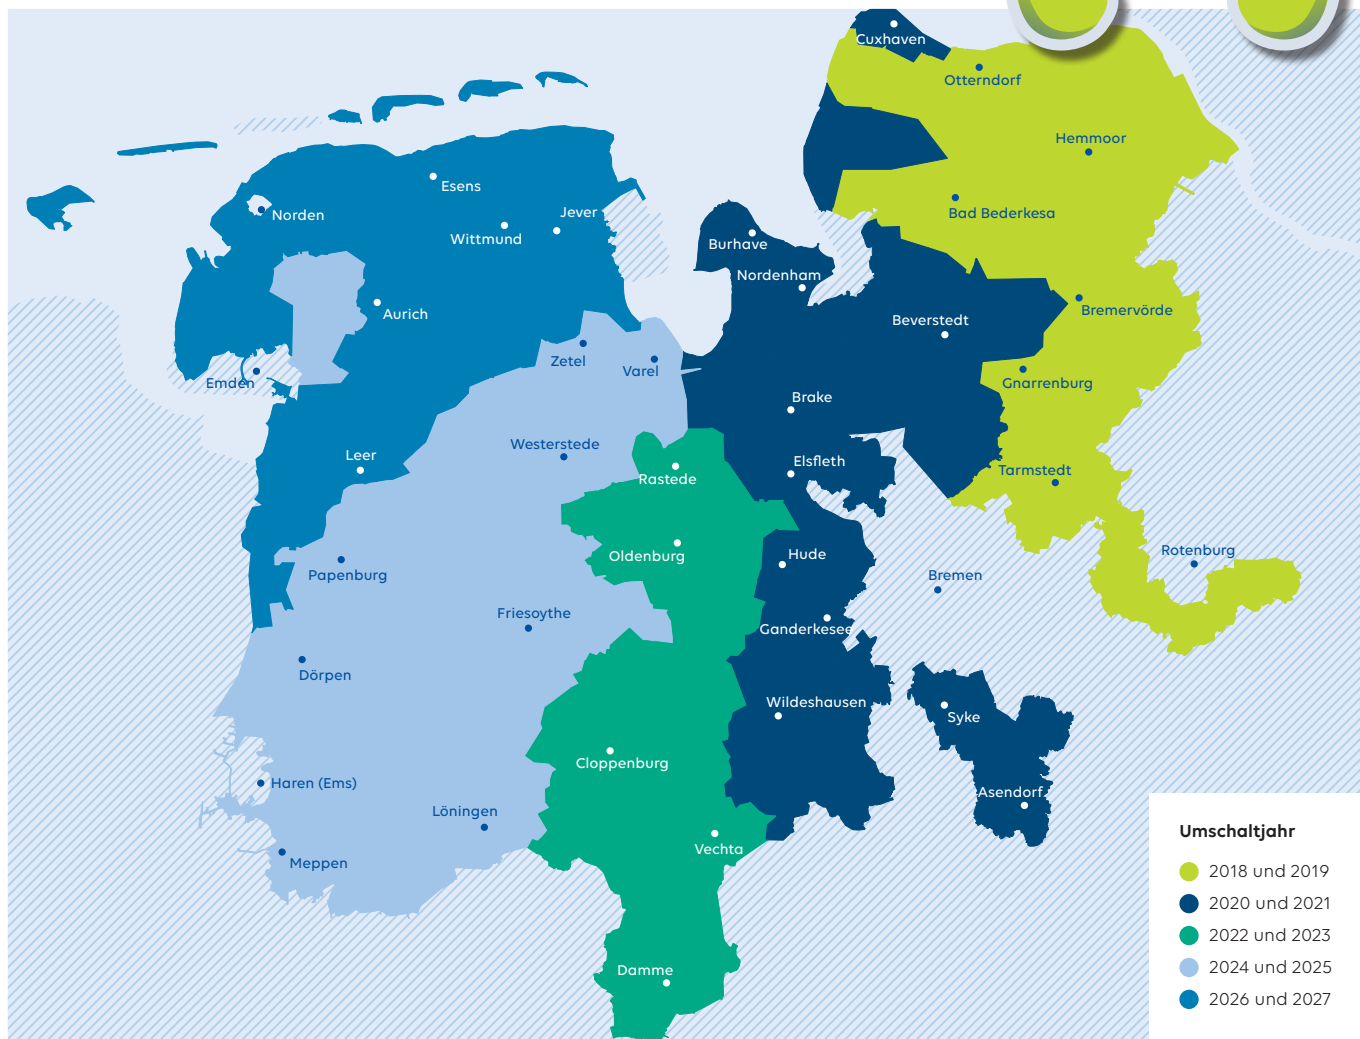 Cuxhaven
Otterndorf
Hemmoor
Esens
Norden
Jever
Bad Bederkesa
Wittmund
Burhave
Nordenham
Aurich
Bremervörde
Beverstedt
Zetel
Varel
Emden
Gnarrenburg
Brake
Westerstede
Leer
Elsfleth
Tarmstedt
Rastede
Rotenburg
Hude
Oldenburg
Papenburg
Bremen
Friesoythe
Ganderkesee
Dörpen
Wildeshausen
Syke
Cloppenburg
Haren (Ems)
Asendorf
Löningen
Vechta
Meppen
Damme
Umschaltjahr
2018 und 2019
2020 und 2021
2022 und 2023
2024 und 2025
2026 und 2027